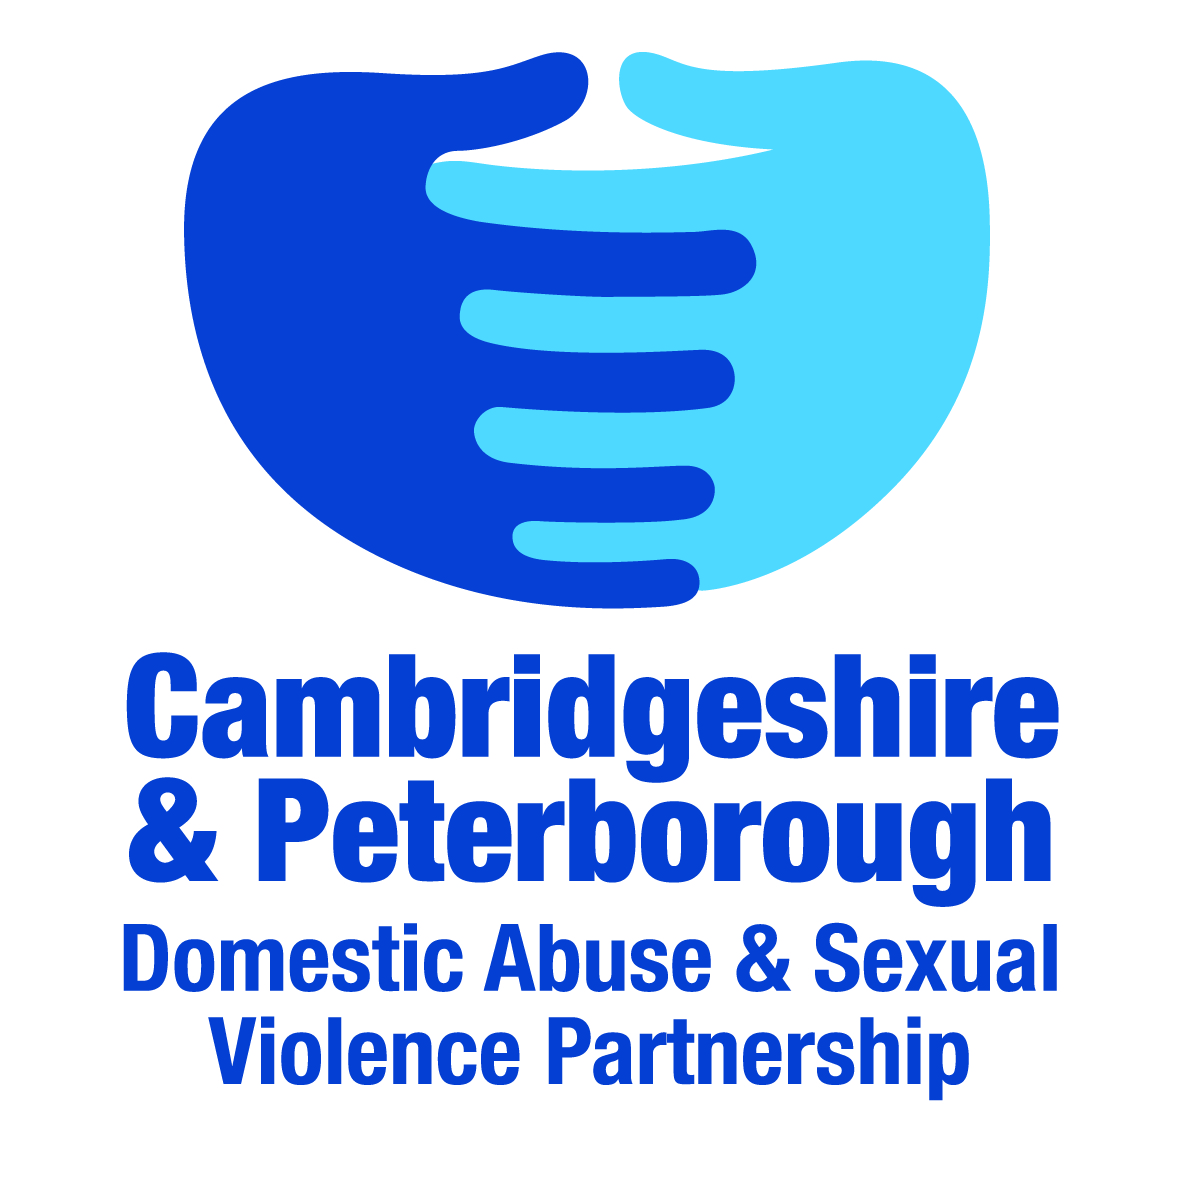 Cambridgeshire
& Peterborough
Domestic Abuse & Sexual
Violence Partnership